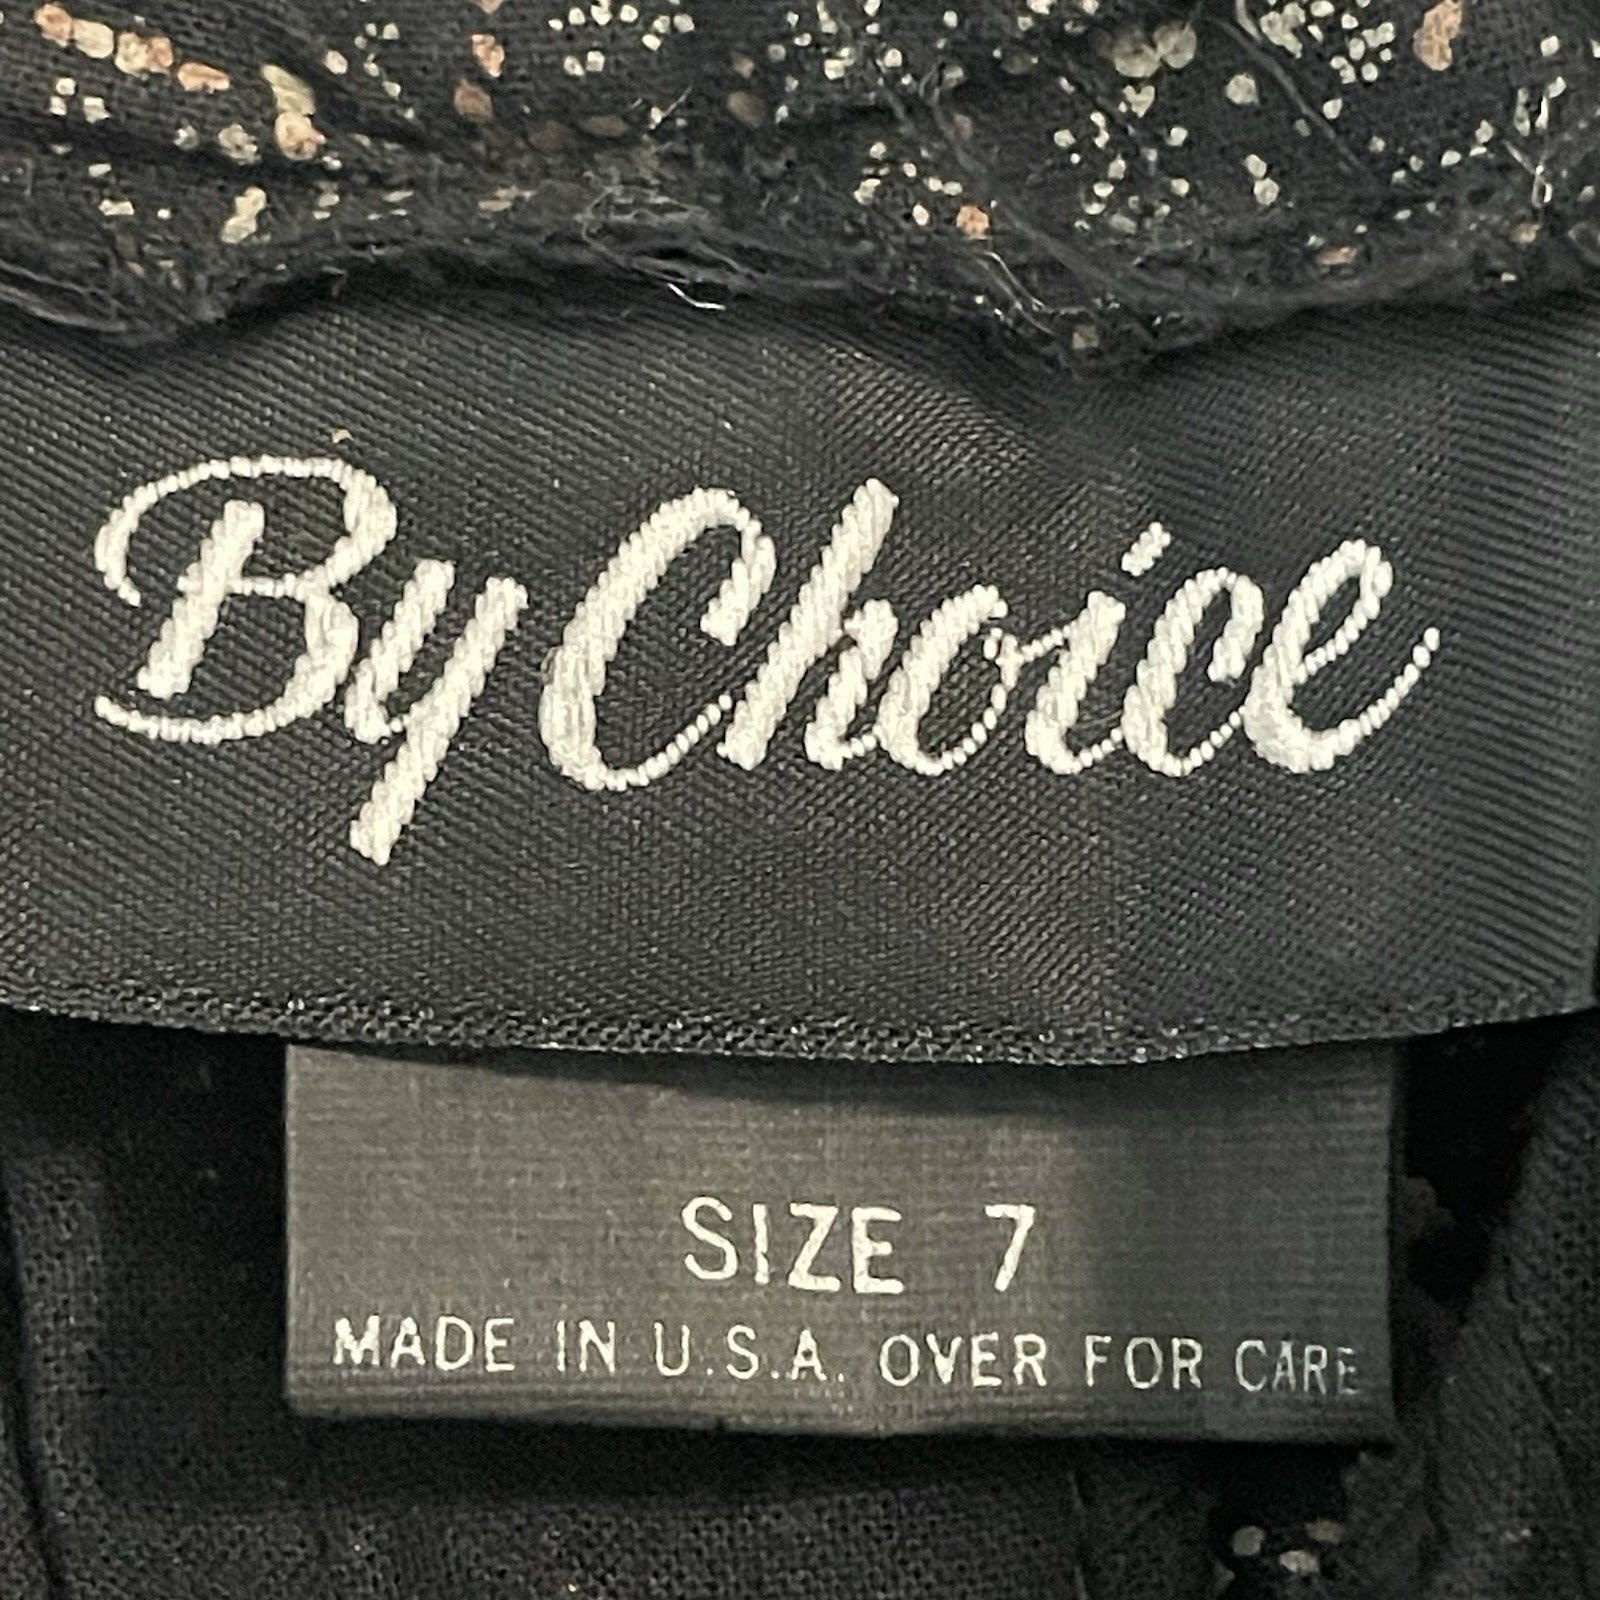 By Choice
SIZE 7
MADE IN U.S.A. OVER FOR CARE